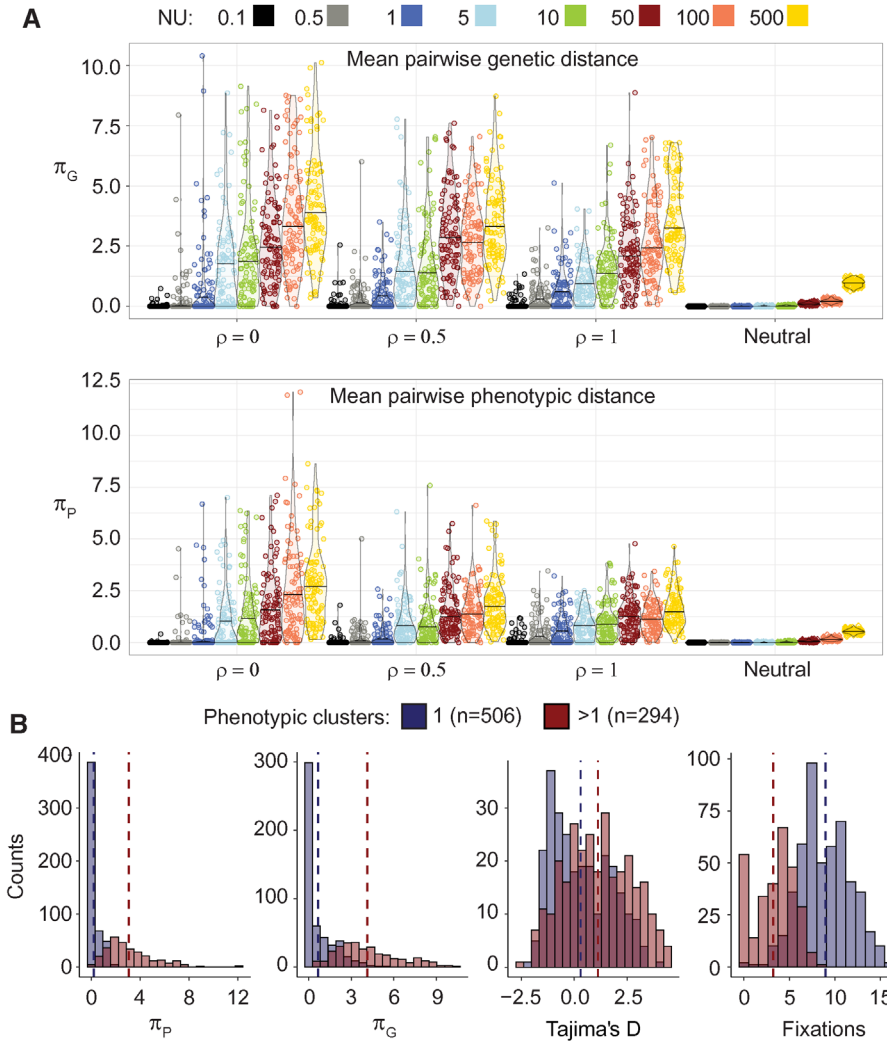 A
NU: 0.1 0.5 1 5 10 50 100 500
Mean pairwise genetic distance
10.0
7.5
5.0
2.5
0.0
π_G
ρ = 0 ρ = 0.5 ρ = 1 Neutral
Mean pairwise phenotypic distance
12.5
10.0
7.5
5.0
2.5
0.0
π_P
ρ = 0 ρ = 0.5 ρ = 1 Neutral
B
Phenotypic clusters: 1 (n=506) >1 (n=294)
Counts
400
300
200
100
0
0 4 8 12
π_P
300
200
100
0
0 3 6 9
π_G
30
20
10
0
−2.5 0.0 2.5
Tajima's D
100
75
50
25
0
0 5 10 15
Fixations